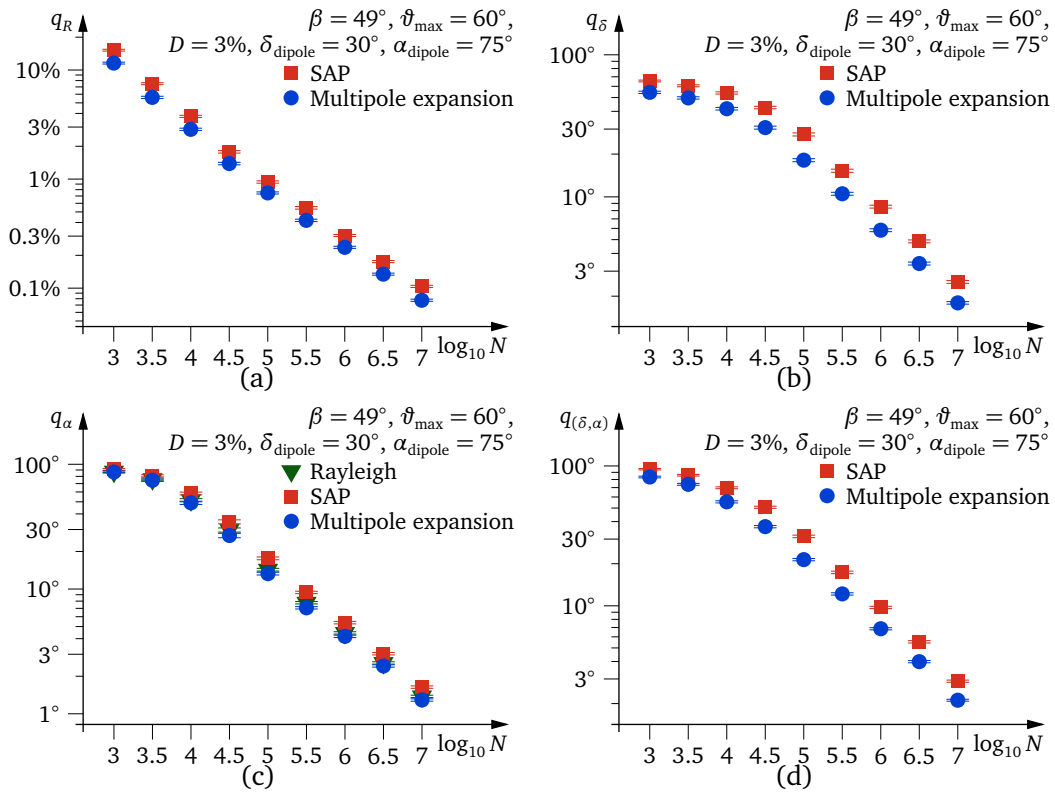 q_R
β = 49°, ϑ_max = 60°,
D = 3%, δ_dipole = 30°, α_dipole = 75°
SAP
Multipole expansion
10%
3%
1%
0.3%
0.1%
3 3.5 4 4.5 5 5.5 6 6.5 7
log₁₀ N
(a)
q_δ
β = 49°, ϑ_max = 60°,
D = 3%, δ_dipole = 30°, α_dipole = 75°
SAP
Multipole expansion
100°
30°
10°
3°
3 3.5 4 4.5 5 5.5 6 6.5 7
log₁₀ N
(b)
q_α
β = 49°, ϑ_max = 60°,
D = 3%, δ_dipole = 30°, α_dipole = 75°
Rayleigh
SAP
Multipole expansion
100°
30°
10°
3°
1°
3 3.5 4 4.5 5 5.5 6 6.5 7
log₁₀ N
(c)
q_(δ,α)
β = 49°, ϑ_max = 60°,
D = 3%, δ_dipole = 30°, α_dipole = 75°
SAP
Multipole expansion
100°
30°
10°
3°
3 3.5 4 4.5 5 5.5 6 6.5 7
log₁₀ N
(d)